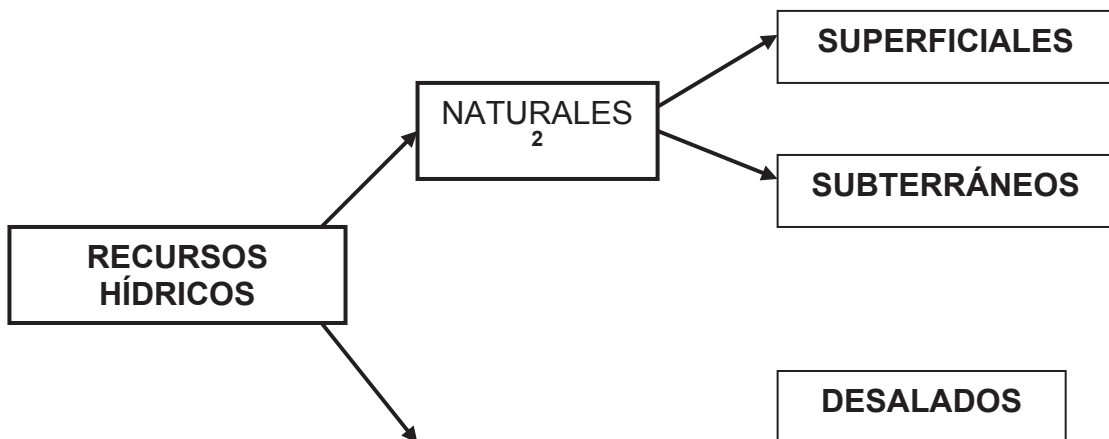 SUPERFICIALES
NATURALES
2
SUBTERRÁNEOS
RECURSOS
HÍDRICOS
DESALADOS